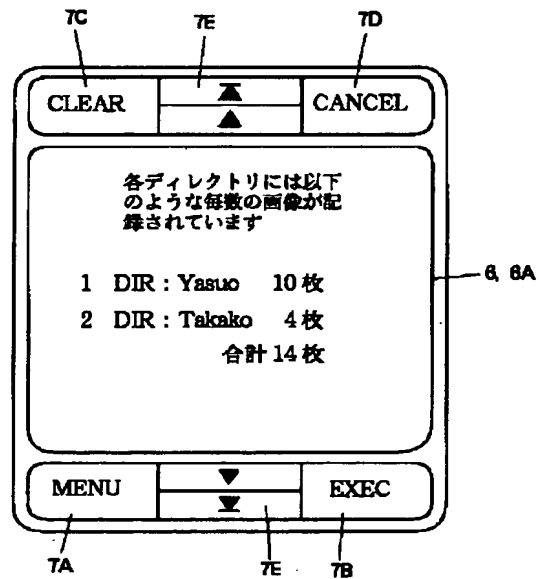 7C 7E 7D
CLEAR CANCEL
各ディレクトリには以下
のような毎数の画像が記
録されています
6, 6A
1 DIR : Yasuo 10枚
2 DIR : Takako 4枚
合計 14枚
MENU EXEC
7A 7E 7B